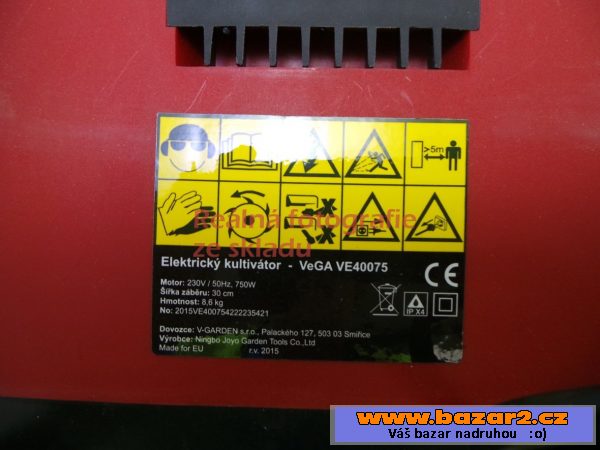 >5m
Realná fotografie
ze skladu
Elektrický kultivátor - VeGA VE40075
Motor: 230V / 50Hz, 750W
Šířka záběru: 30 cm
Hmotnost: 8,6 kg
No: 2015VE400754222235421
CE
IP X4
Dovozce: V-GARDEN s.r.o., Palackého 127, 503 03 Smiřice
Výrobce: Ningbo Joyo Garden Tools Co.,Ltd
Made for EU r.v. 2015
www.bazar2.cz
Váš bazar nadruhou :o)